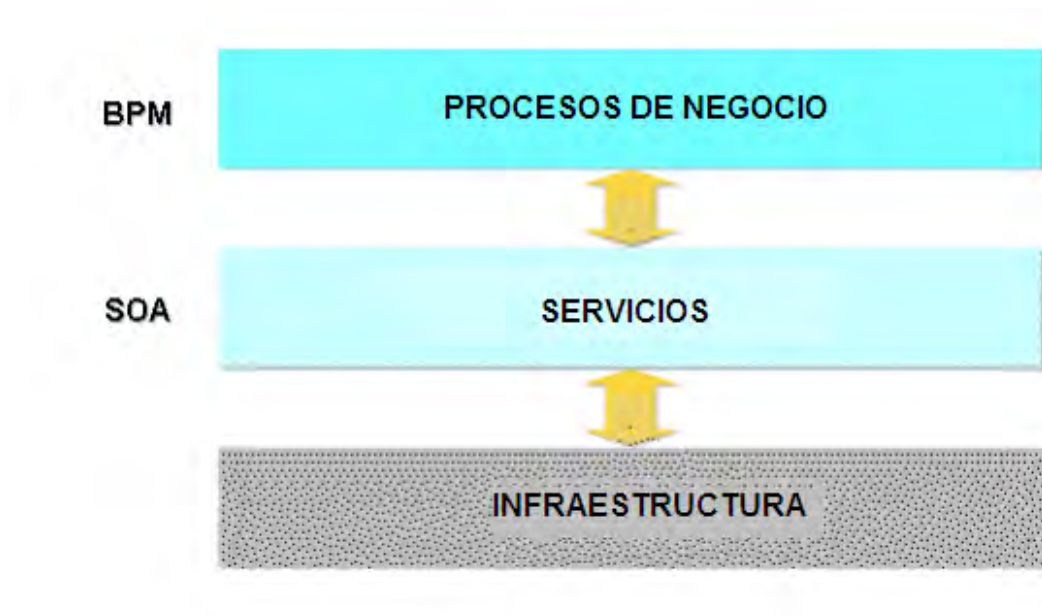 BPM
PROCESOS DE NEGOCIO
SOA
SERVICIOS
INFRAESTRUCTURA